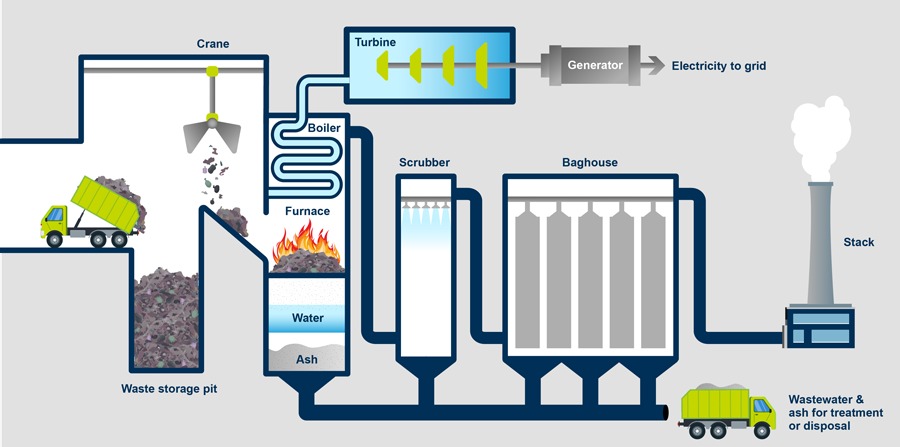 Crane
Turbine
Generator
Electricity to grid
Boiler
Scrubber
Baghouse
Furnace
Stack
Water
Ash
Waste storage pit
Wastewater &
ash for treatment
or disposal